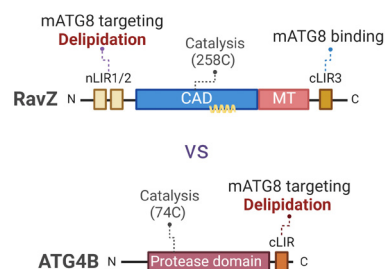 mATG8 targeting
Delipidation
Catalysis
(258C)
mATG8 binding
nLIR1/2
cLIR3
RavZ N CAD MT C
VS
Catalysis
(74C)
mATG8 targeting
Delipidation
cLIR
ATG4B N Protease domain C